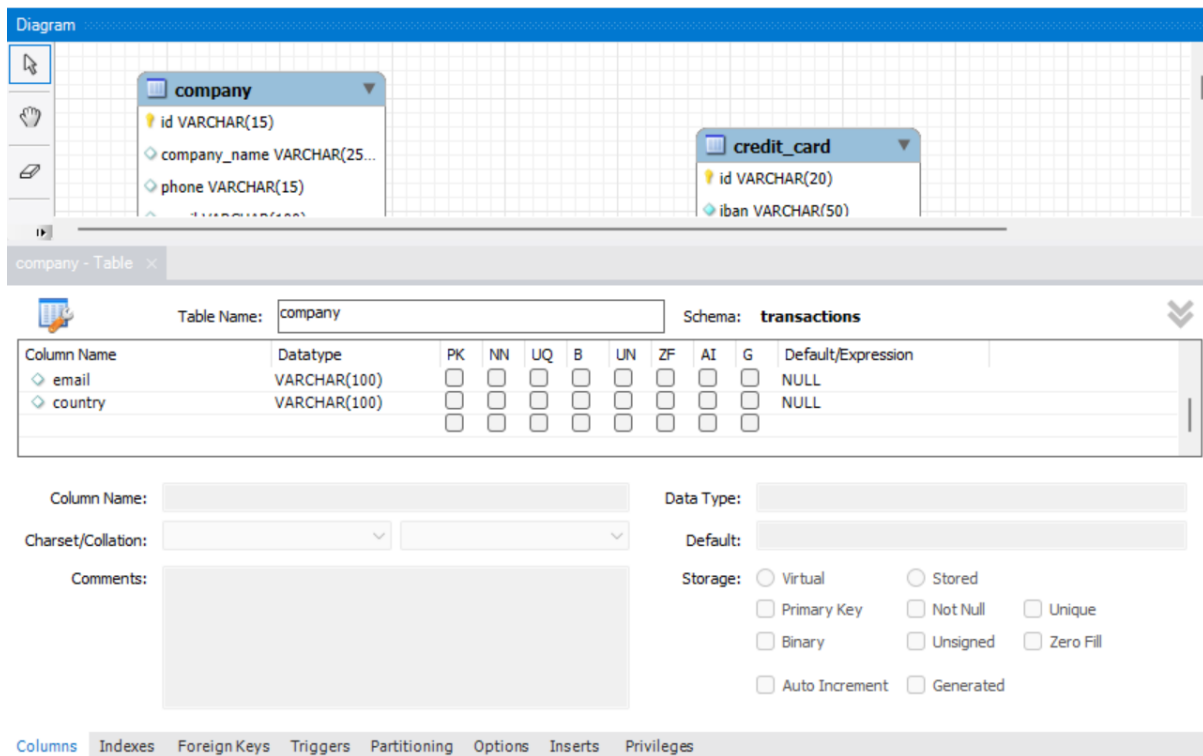 Diagram
company
id VARCHAR(15)
company_name VARCHAR(25...
phone VARCHAR(15)
credit_card
id VARCHAR(20)
iban VARCHAR(50)
company - Table ×
Table Name: company Schema: transactions
Column Name Datatype PK NN UQ B UN ZF AI G Default/Expression
email VARCHAR(100) NULL
country VARCHAR(100) NULL
Column Name: Data Type:
Charset/Collation: Default:
Comments: Storage: Virtual Stored
Primary Key Not Null Unique
Binary Unsigned Zero Fill
Auto Increment Generated
Columns Indexes Foreign Keys Triggers Partitioning Options Inserts Privileges